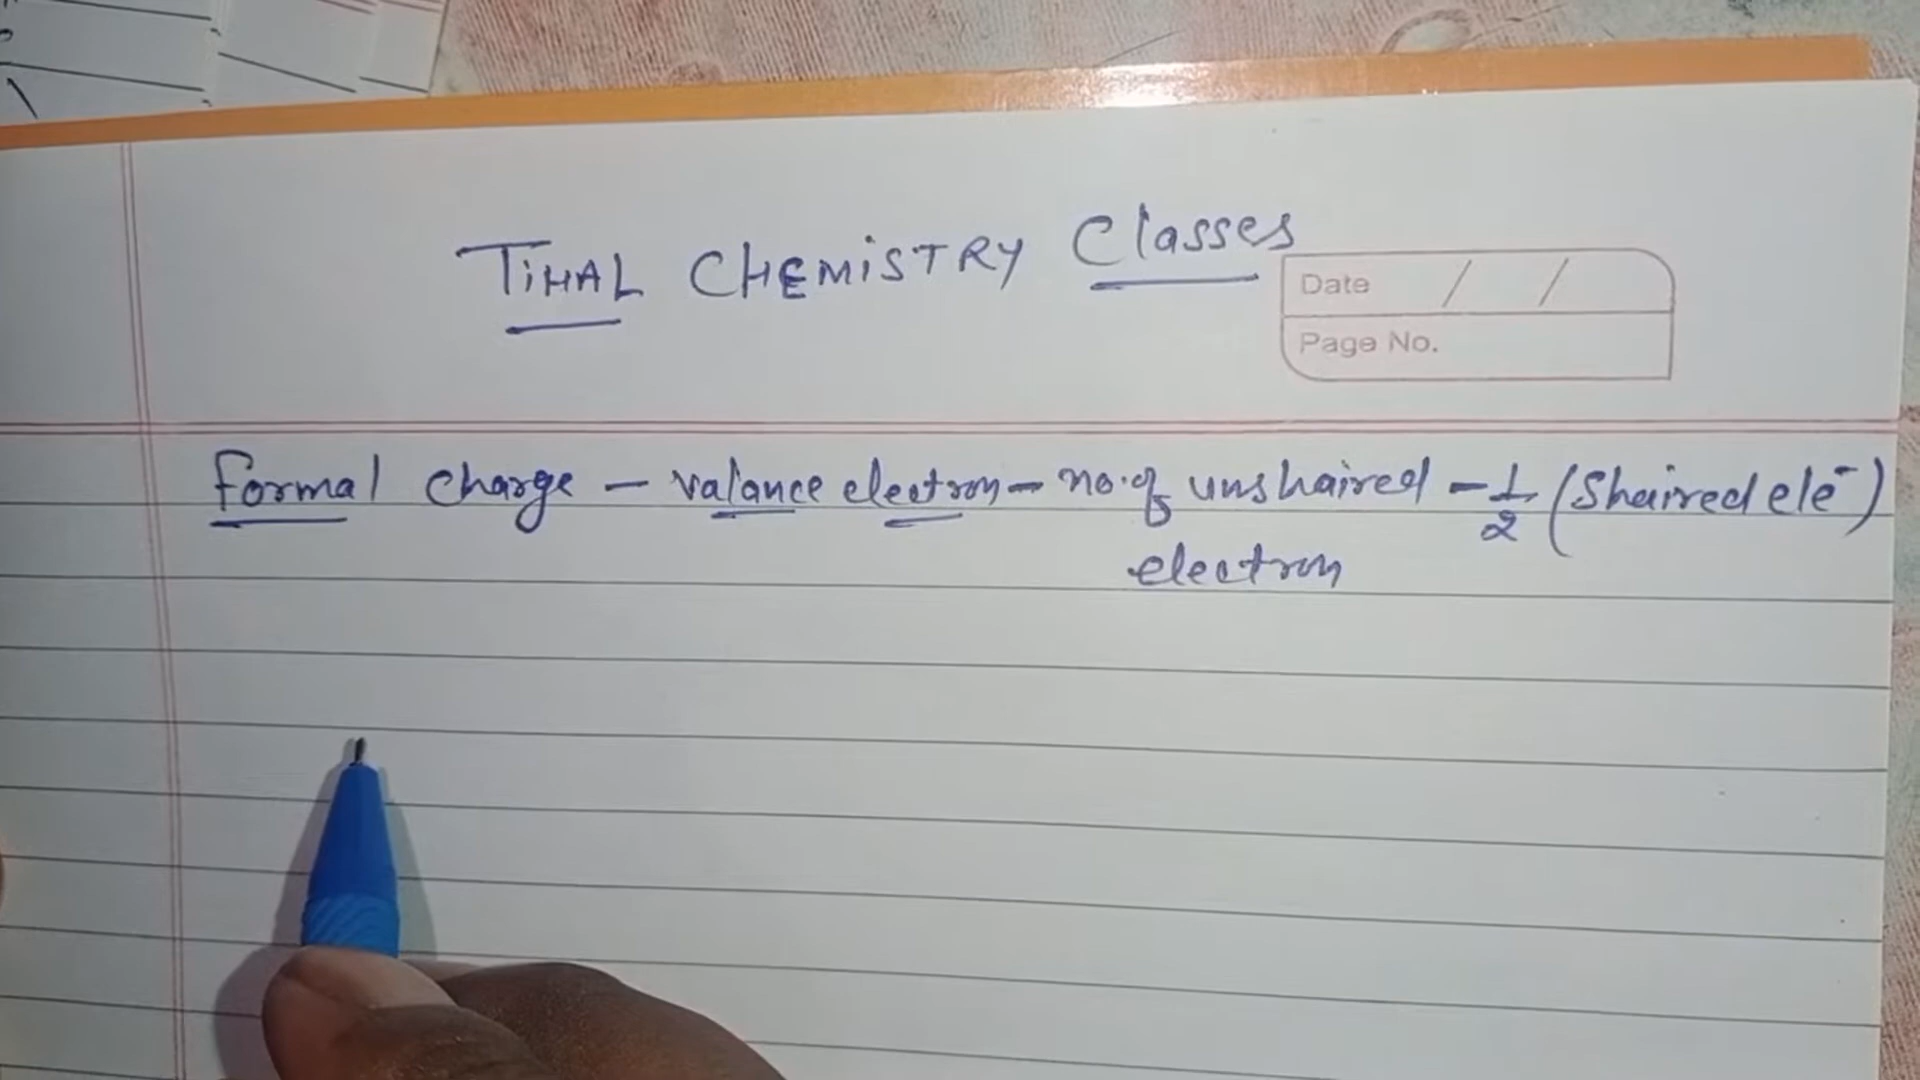 TiHAL CHEMiSTRY Classes
Date / /
Page No.
Formal charge – valance electron – no. of unshaired – 1/2 (Shaired ele⁻)
electron